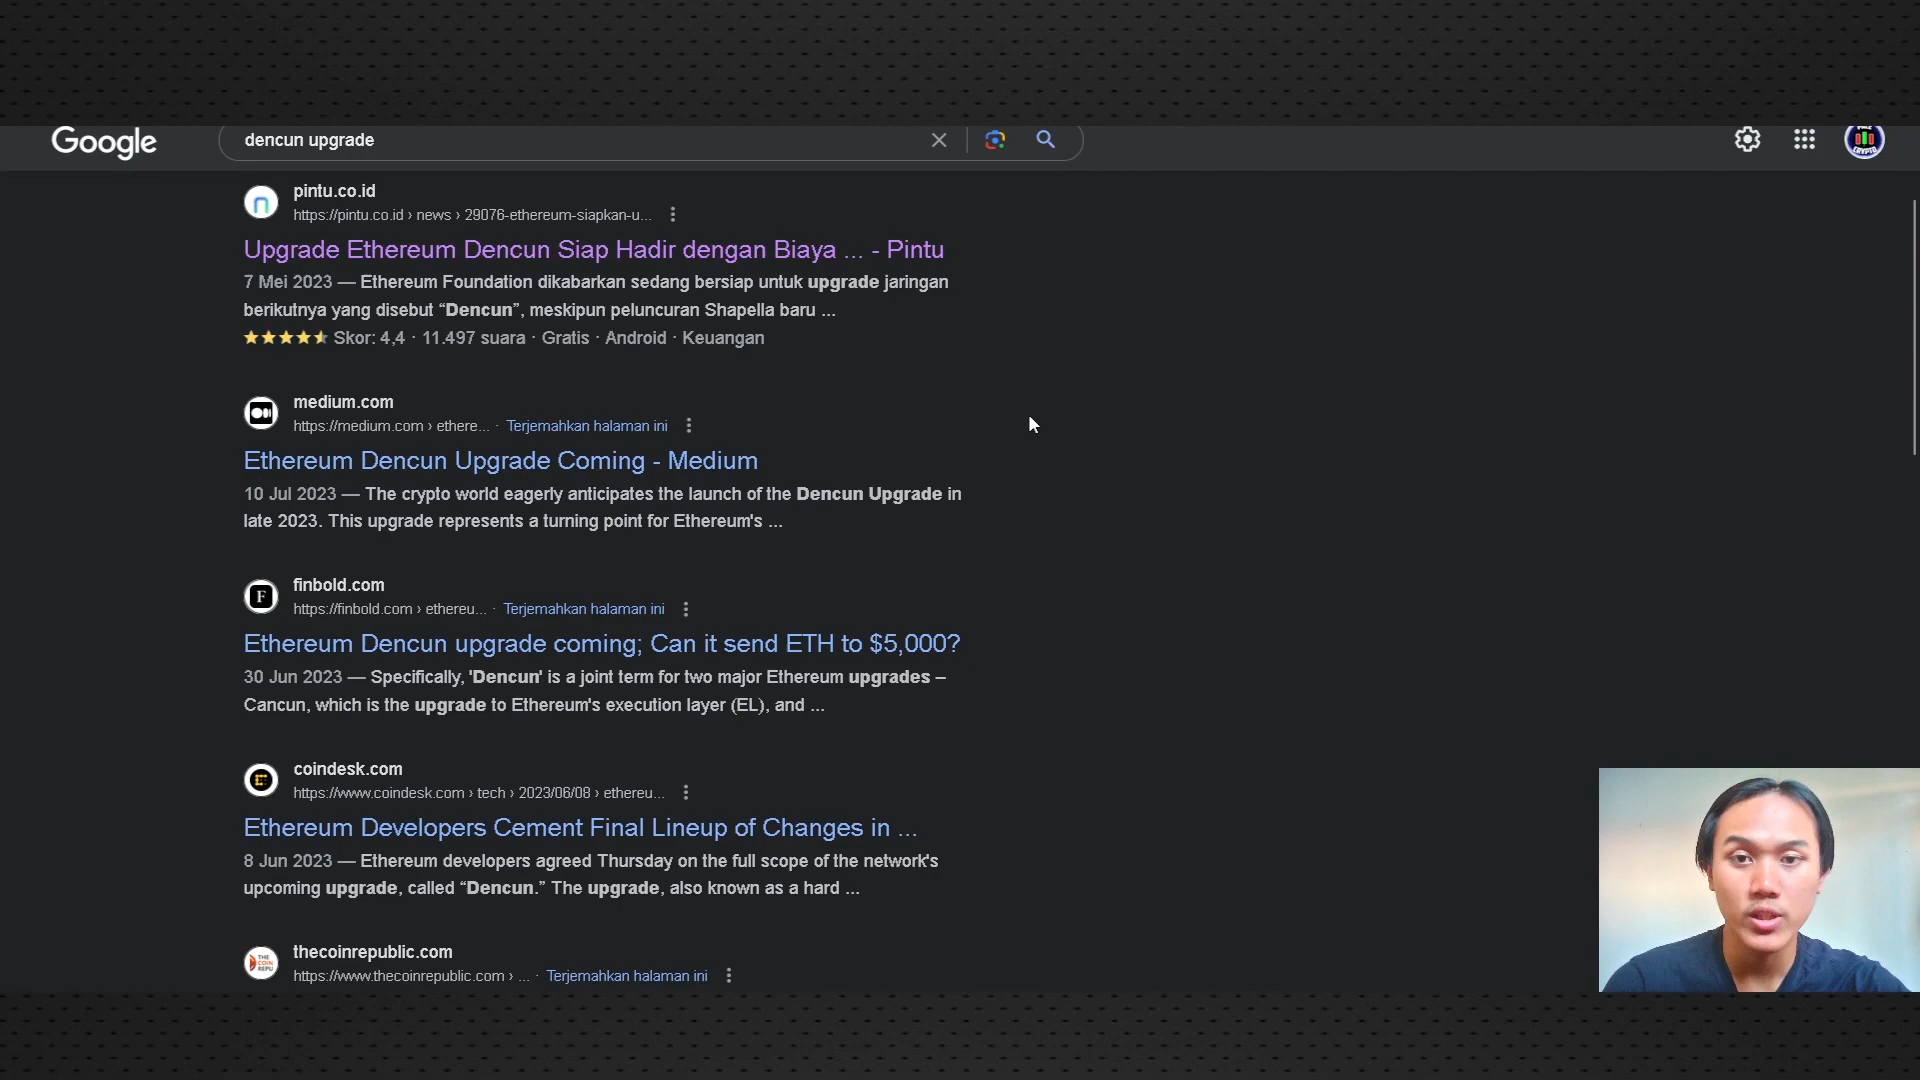 Google
dencun upgrade
pintu.co.id
https://pintu.co.id › news › 29076-ethereum-siapkan-u...
Upgrade Ethereum Dencun Siap Hadir dengan Biaya ... - Pintu
7 Mei 2023 — Ethereum Foundation dikabarkan sedang bersiap untuk upgrade jaringan
berikutnya yang disebut “Dencun”, meskipun peluncuran Shapella baru ...
Skor: 4,4 · 11.497 suara · Gratis · Android · Keuangan
medium.com
https://medium.com › ethere... · Terjemahkan halaman ini
Ethereum Dencun Upgrade Coming - Medium
10 Jul 2023 — The crypto world eagerly anticipates the launch of the Dencun Upgrade in
late 2023. This upgrade represents a turning point for Ethereum's ...
finbold.com
https://finbold.com › ethereu... · Terjemahkan halaman ini
Ethereum Dencun upgrade coming; Can it send ETH to $5,000?
30 Jun 2023 — Specifically, 'Dencun' is a joint term for two major Ethereum upgrades –
Cancun, which is the upgrade to Ethereum's execution layer (EL), and ...
coindesk.com
https://www.coindesk.com › tech › 2023/06/08 › ethereu...
Ethereum Developers Cement Final Lineup of Changes in ...
8 Jun 2023 — Ethereum developers agreed Thursday on the full scope of the network's
upcoming upgrade, called “Dencun.” The upgrade, also known as a hard ...
THE
COIN
REPU
thecoinrepublic.com
https://www.thecoinrepublic.com › ... · Terjemahkan halaman ini